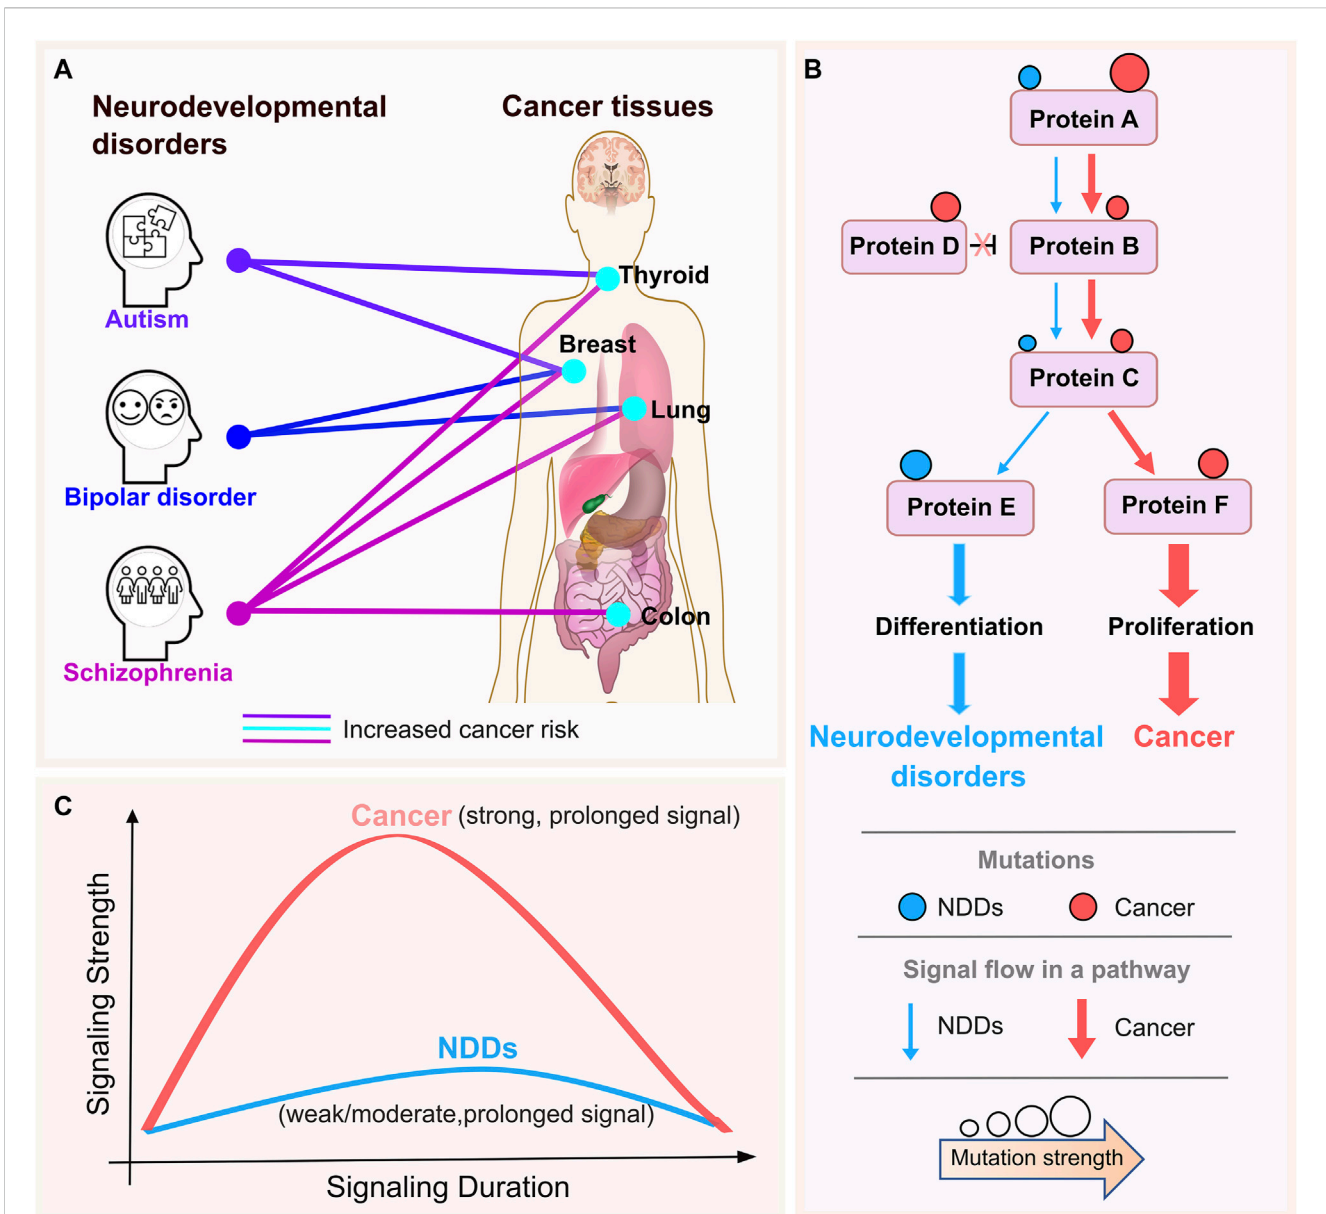 A
Neurodevelopmental
disorders
Cancer tissues
Autism
Bipolar disorder
Schizophrenia
Thyroid
Breast
Lung
Colon
Increased cancer risk
B
Protein A
Protein D
Protein B
Protein C
Protein E
Protein F
Differentiation
Proliferation
Neurodevelopmental
disorders
Cancer
Mutations
NDDs
Cancer
Signal flow in a pathway
NDDs
Cancer
Mutation strength
C
Cancer (strong, prolonged signal)
NDDs
(weak/moderate,prolonged signal)
Signaling Strength
Signaling Duration